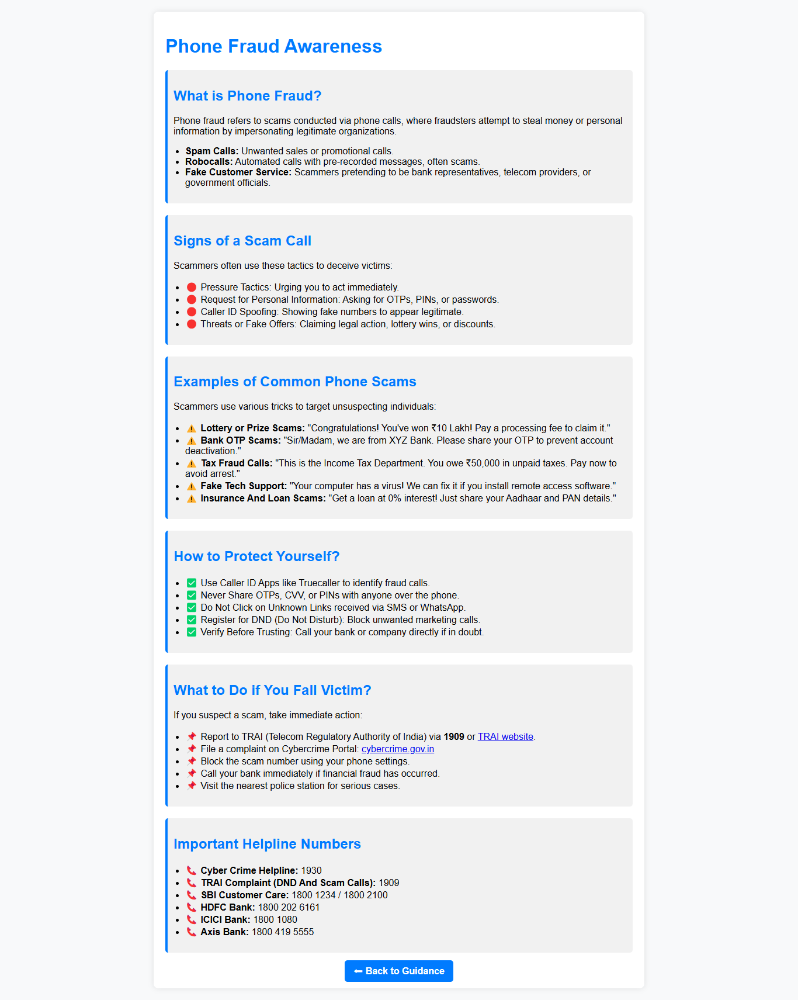 Phone Fraud Awareness
What is Phone Fraud?
Phone fraud refers to scams conducted via phone calls, where fraudsters attempt to steal money or personal
information by impersonating legitimate organizations.
• Spam Calls: Unwanted sales or promotional calls.
• Robocalls: Automated calls with pre-recorded messages, often scams.
• Fake Customer Service: Scammers pretending to be bank representatives, telecom providers, or
government officials.
Signs of a Scam Call
Scammers often use these tactics to deceive victims:
• 🔴 Pressure Tactics: Urging you to act immediately.
• 🔴 Request for Personal Information: Asking for OTPs, PINs, or passwords.
• 🔴 Caller ID Spoofing: Showing fake numbers to appear legitimate.
• 🔴 Threats or Fake Offers: Claiming legal action, lottery wins, or discounts.
Examples of Common Phone Scams
Scammers use various tricks to target unsuspecting individuals:
• ⚠️ Lottery or Prize Scams: "Congratulations! You've won ₹10 Lakh! Pay a processing fee to claim it."
• ⚠️ Bank OTP Scams: "Sir/Madam, we are from XYZ Bank. Please share your OTP to prevent account
deactivation."
• ⚠️ Tax Fraud Calls: "This is the Income Tax Department. You owe ₹50,000 in unpaid taxes. Pay now to
avoid arrest."
• ⚠️ Fake Tech Support: "Your computer has a virus! We can fix it if you install remote access software."
• ⚠️ Insurance And Loan Scams: "Get a loan at 0% interest! Just share your Aadhaar and PAN details."
How to Protect Yourself?
• ✅ Use Caller ID Apps like Truecaller to identify fraud calls.
• ✅ Never Share OTPs, CVV, or PINs with anyone over the phone.
• ✅ Do Not Click on Unknown Links received via SMS or WhatsApp.
• ✅ Register for DND (Do Not Disturb): Block unwanted marketing calls.
• ✅ Verify Before Trusting: Call your bank or company directly if in doubt.
What to Do if You Fall Victim?
If you suspect a scam, take immediate action:
• 📌 Report to TRAI (Telecom Regulatory Authority of India) via 1909 or TRAI website.
• 📌 File a complaint on Cybercrime Portal: cybercrime.gov.in
• 📌 Block the scam number using your phone settings.
• 📌 Call your bank immediately if financial fraud has occurred.
• 📌 Visit the nearest police station for serious cases.
Important Helpline Numbers
• 📞 Cyber Crime Helpline: 1930
• 📞 TRAI Complaint (DND And Scam Calls): 1909
• 📞 SBI Customer Care: 1800 1234 / 1800 2100
• 📞 HDFC Bank: 1800 202 6161
• 📞 ICICI Bank: 1800 1080
• 📞 Axis Bank: 1800 419 5555
⬅ Back to Guidance